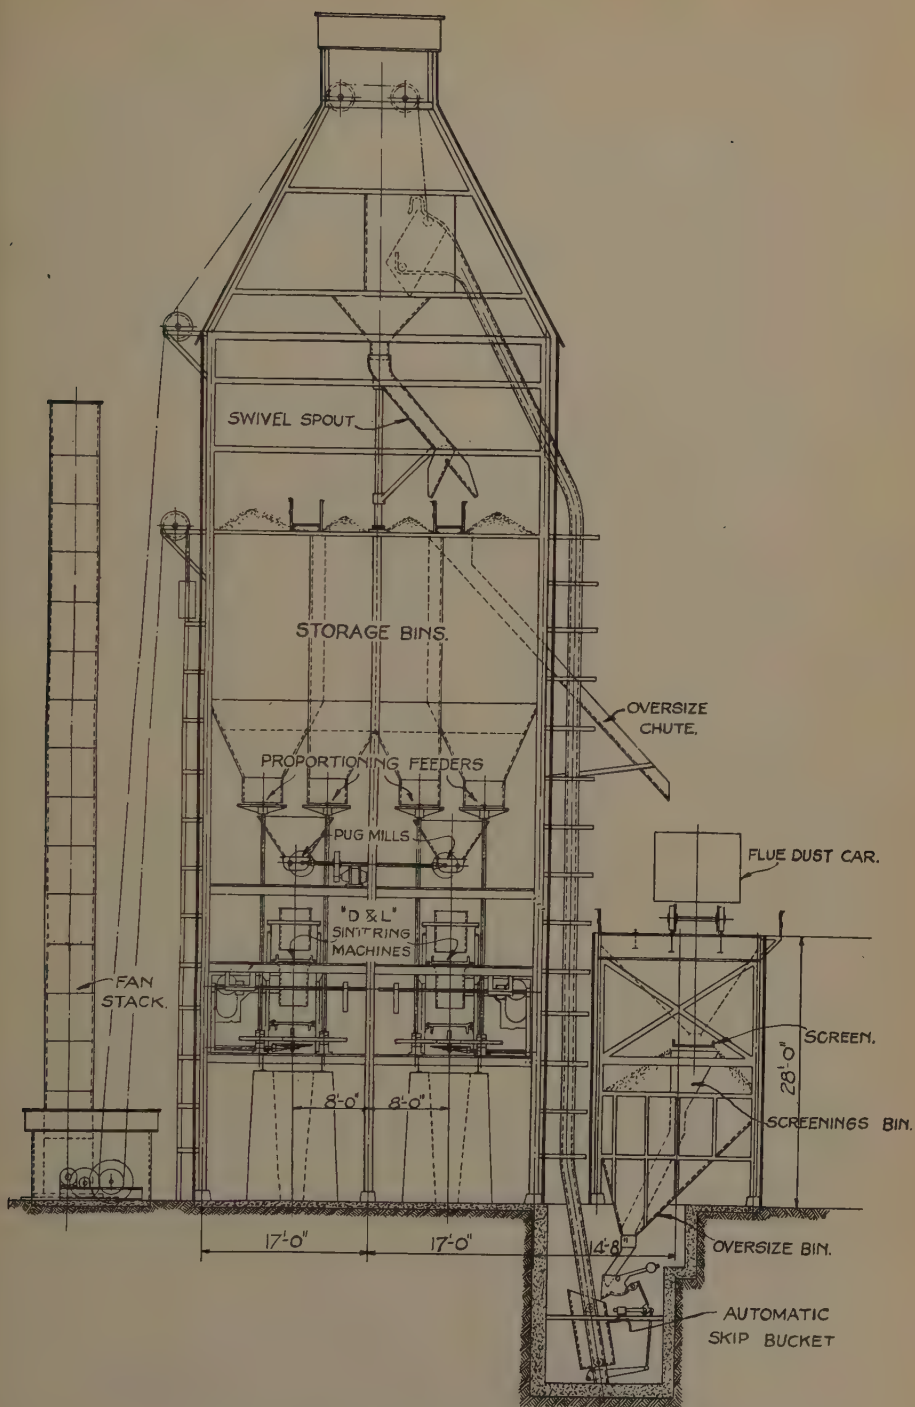 SWIVEL SPOUT
STORAGE BINS.
OVERSIZE
CHUTE.
PROPORTIONING FEEDERS
PUG MILLS
FLUE DUST CAR.
"D & L"
SINTRING
MACHINES
FAN
STACK.
SCREEN.
28'-0"
8'-0"
8'-0"
SCREENINGS BIN.
17'-0"
17'-0"
14'-8"
OVERSIZE BIN.
AUTOMATIC
SKIP BUCKET